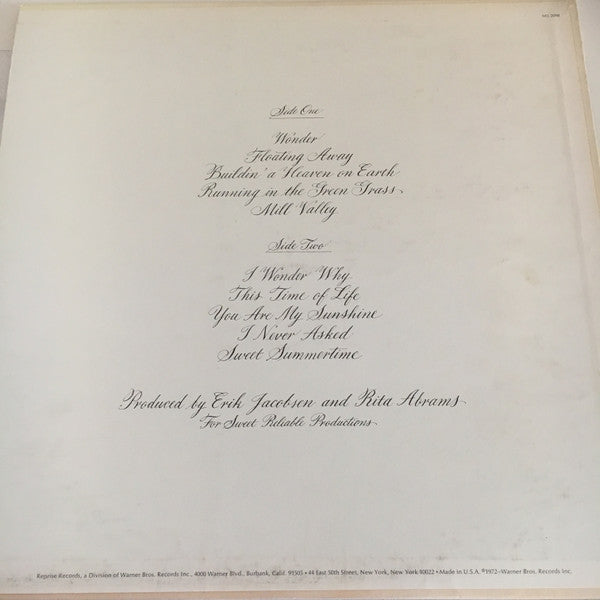 MS 2098
Side One
Wonder
Floating Away
Buildin' a Heaven on Earth
Running in the Green Grass
Mill Valley
Side Two
I Wonder Why
This Time of Life
You Are My Sunshine
I Never Asked
Sweet Summertime
Produced by Erik Jacobsen and Rita Abrams
For Sweet Reliable Productions
Reprise Records, a Division of Warner Bros. Records Inc., 4000 Warner Blvd., Burbank, Calif. 91505 • 44 East 50th Street, New York, New York 10022 • Made in U.S.A. ℗1972—Warner Bros. Records Inc.